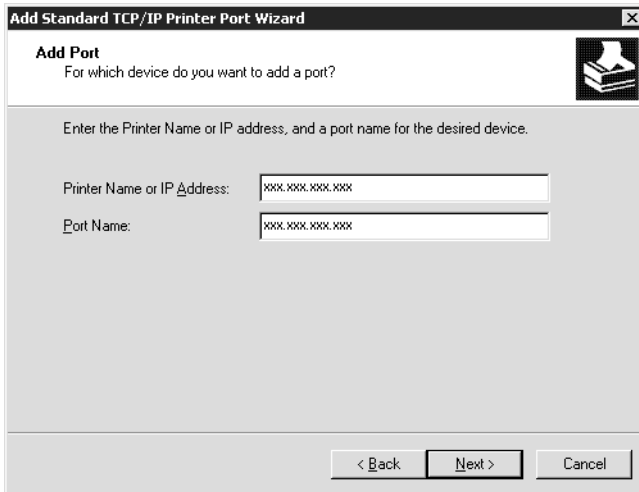 Add Standard TCP/IP Printer Port Wizard
Add Port
For which device do you want to add a port?
Enter the Printer Name or IP address, and a port name for the desired device.
Printer Name or IP Address: xxx.xxx.xxx.xxx
Port Name: xxx.xxx.xxx.xxx
< Back Next > Cancel